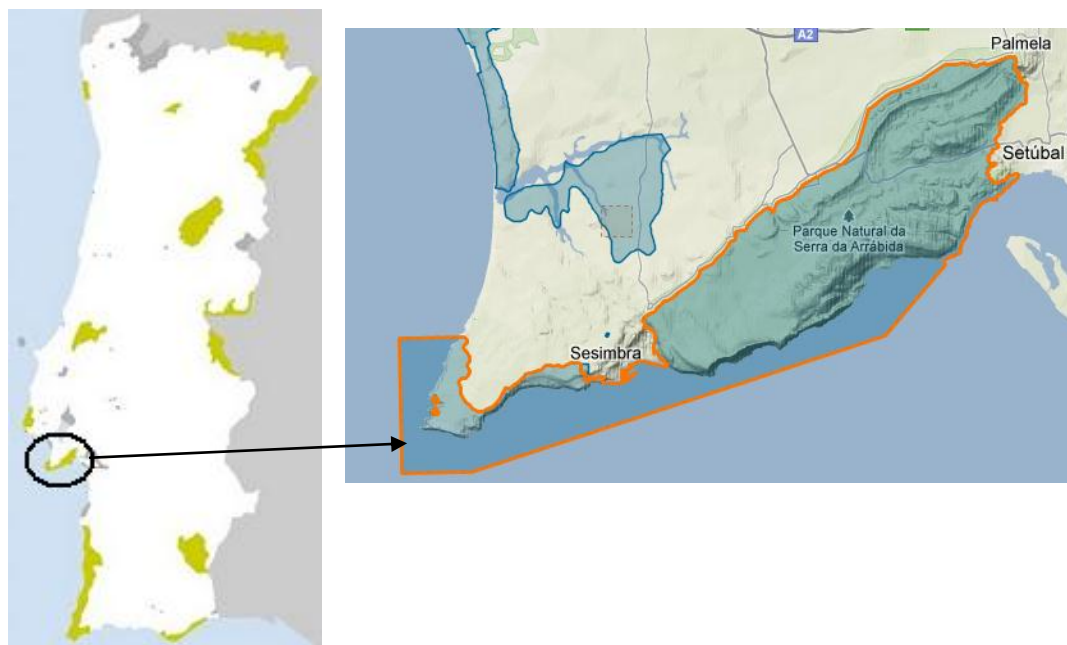 A2
Palmela
Setúbal
Parque Natural da
Serra da Arrábida
Sesimbra